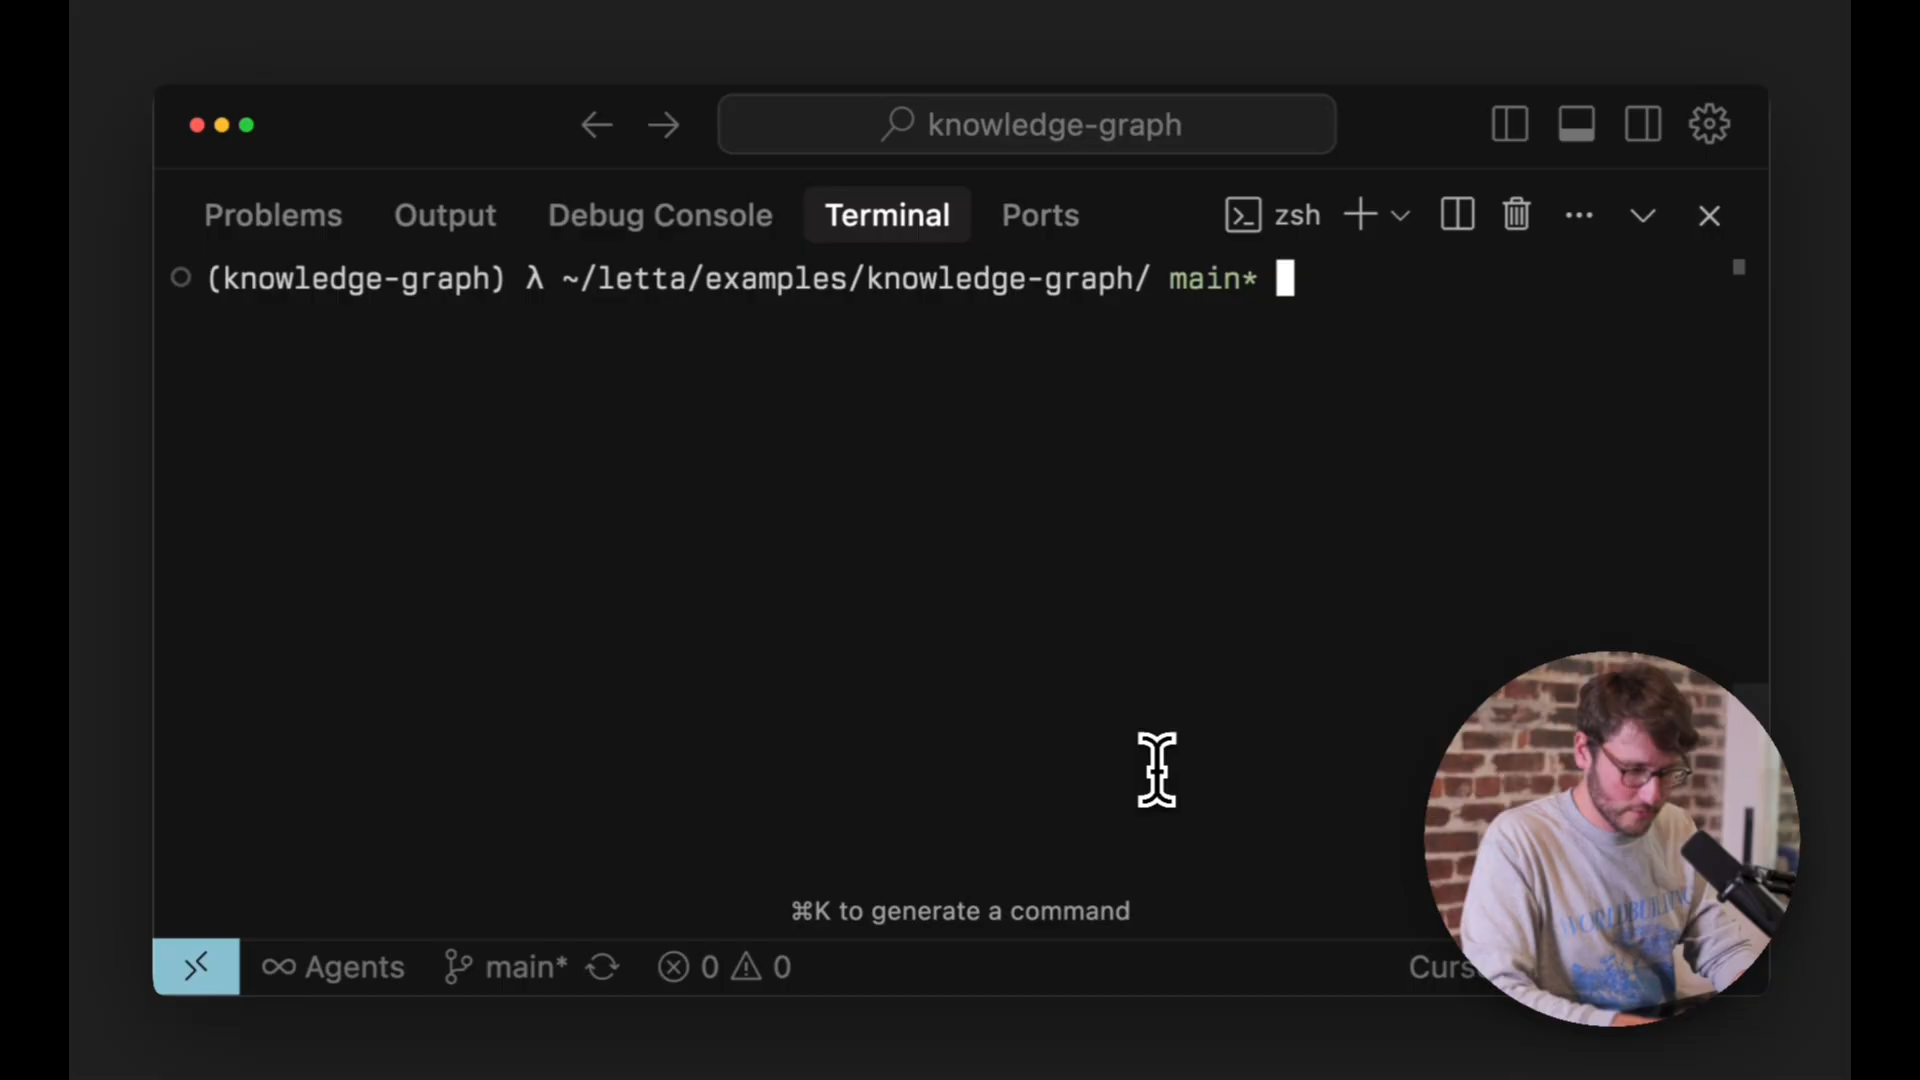 knowledge-graph
Problems Output Debug Console Terminal Ports zsh
(knowledge-graph) λ ~/letta/examples/knowledge-graph/ main*
⌘K to generate a command
Agents main* 0 0